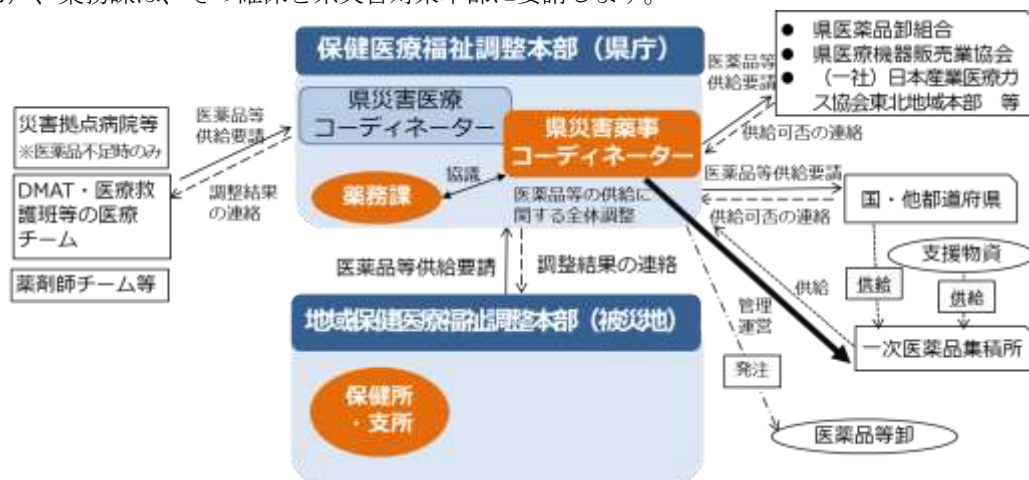 保健医療福祉調整本部（県庁）
県災害医療
コーディネーター
県災害薬事
コーディネーター
薬務課
協議
医薬品等の供給に
関する全体調整
医薬品等
供給要請
調整結果
の連絡
災害拠点病院等
※医薬品不足時のみ
DMAT・医療救
護班等の医療
チーム
薬剤師チーム等
医薬品等
供給要請
供給可否の連絡
● 県医薬品卸組合
● 県医療機器販売業協会
● （一社）日本産業医療ガ
ス協会東北地域本部　等
医薬品等供給要請
供給可否の連絡
国・他都道府県
支援物資
供給
供給
供給
一次医薬品集積所
管理
運営
発注
医薬品等卸
医薬品等供給要請
調整結果の連絡
地域保健医療福祉調整本部（被災地）
保健所
・支所